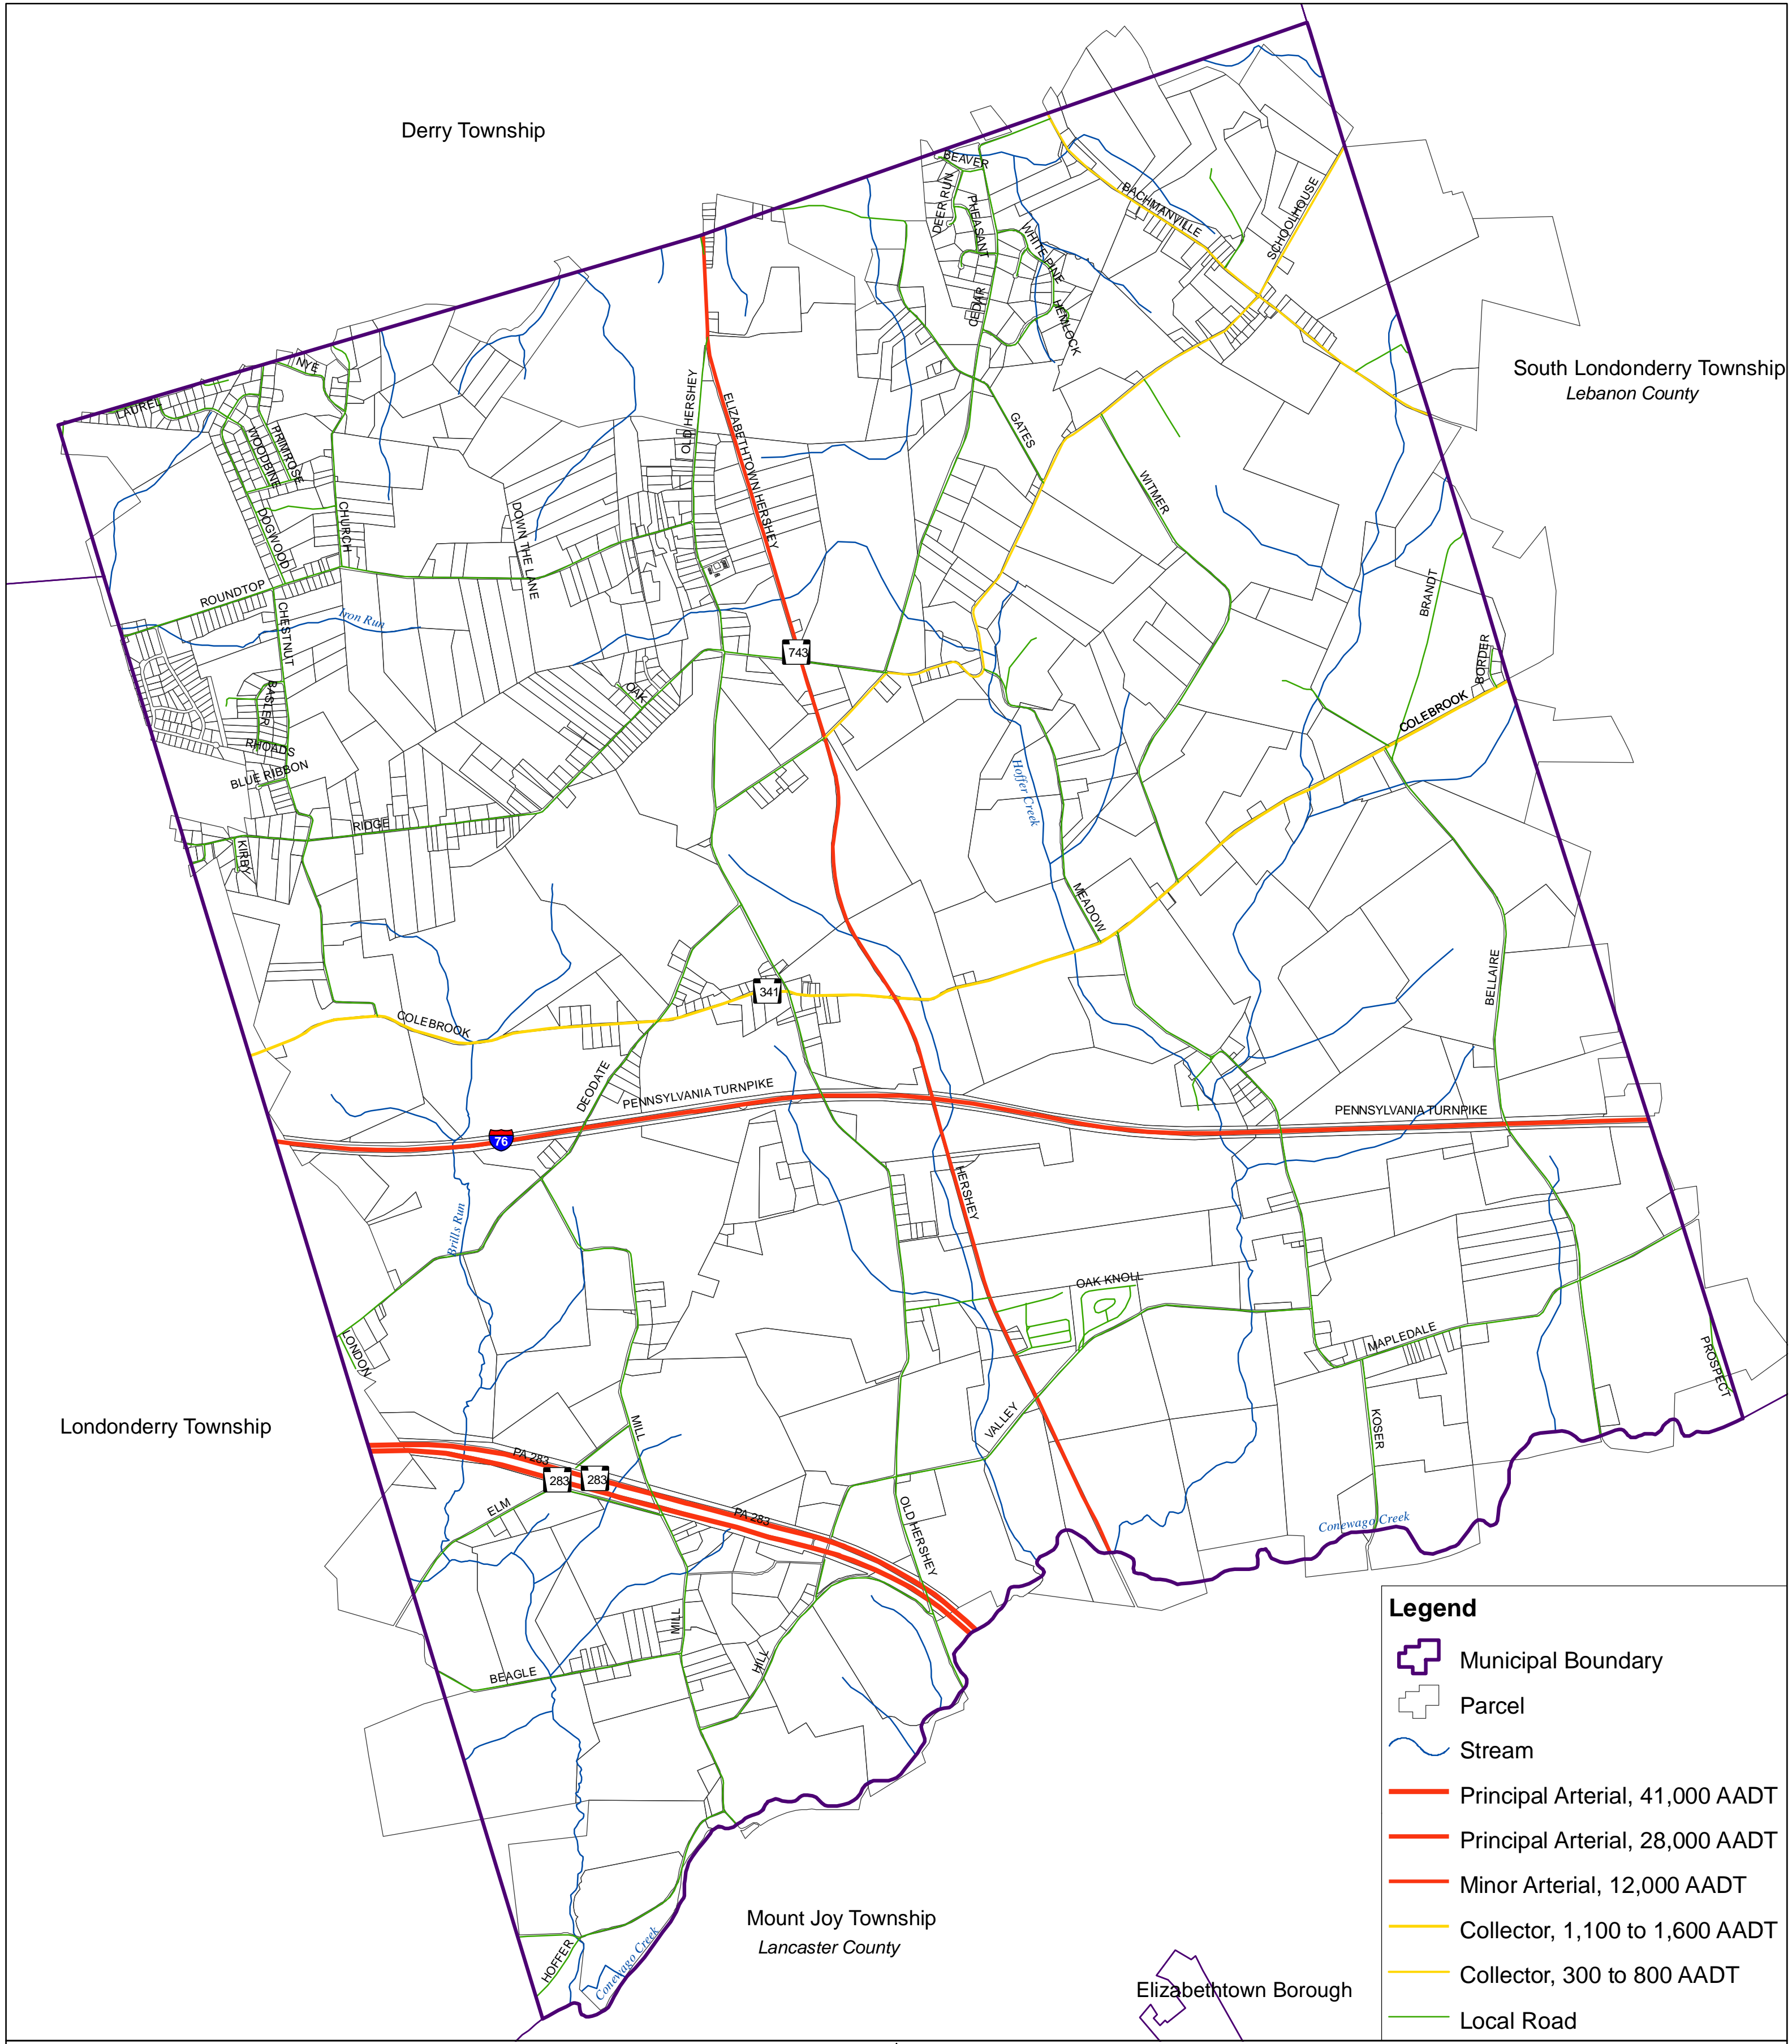 Derry Township
BEAVER
DEER RUN
PHEASANT
BACHMANVILLE
SCHOOLHOUSE
WHITE PINE
CEDAR
HEMLOCK
South Londonderry Township
Lebanon County
NYE
LAUREL
PRIMROSE
WOODBINE
DOGWOOD
CHURCH
DOWN THE LANE
OLD HERSHEY
ELIZABETHTOWN HERSHEY
GATES
WITMER
BRANDT
BORDER
ROUNDTOP
CHESTNUT
Iron Run
743
OAK
BASLER
RHOADS
BLUE RIBBON
RIDGE
KIRBY
COLEBROOK
Hoffer Creek
MEADOW
BELLAIRE
341
COLEBROOK
DEODATE
PENNSYLVANIA TURNPIKE
PENNSYLVANIA TURNPIKE
76
HERSHEY
Brills Run
OAK KNOLL
LONDON
MAPLEDALE
PROSPECT
Londonderry Township
MILL
VALLEY
KOSER
PA 283
283
283
ELM
PA 283
OLD HERSHEY
Conewago Creek
MILL
HILL
BEAGLE
HOFFER
Conewago Creek
Mount Joy Township
Lancaster County
Elizabethtown Borough
Legend
Municipal Boundary
Parcel
Stream
Principal Arterial, 41,000 AADT
Principal Arterial, 28,000 AADT
Minor Arterial, 12,000 AADT
Collector, 1,100 to 1,600 AADT
Collector, 300 to 800 AADT
Local Road